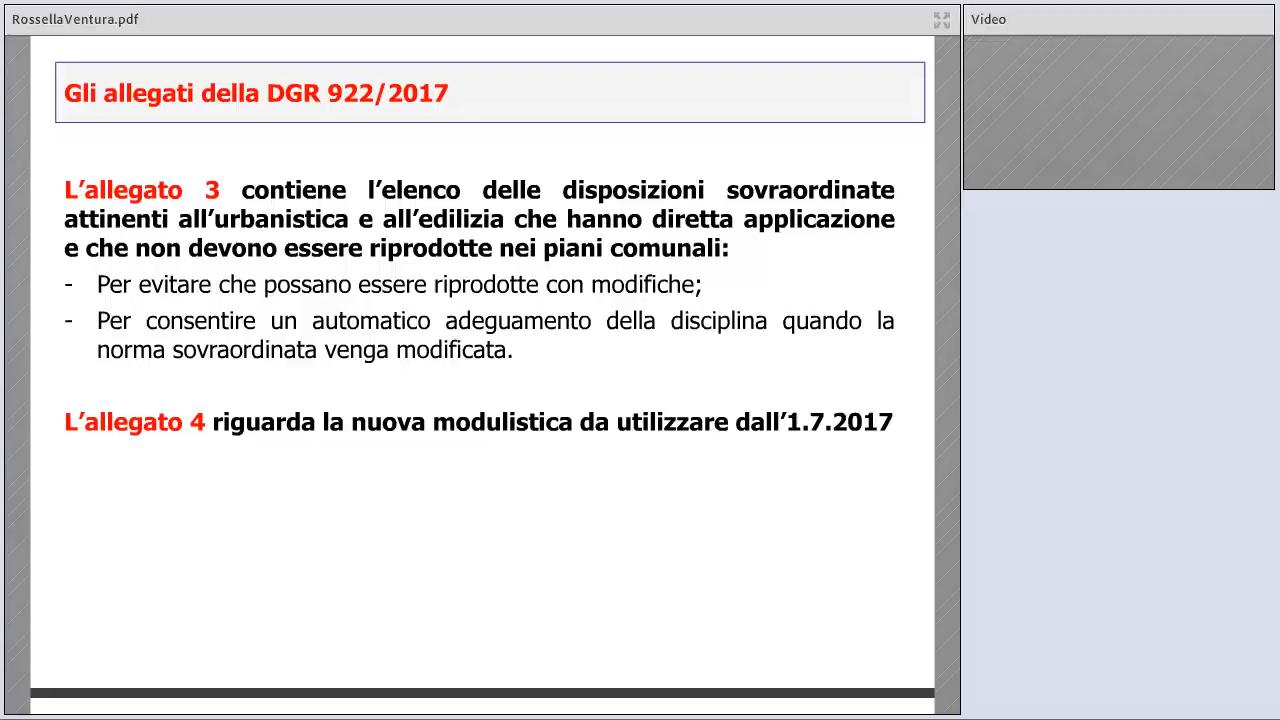 RossellaVentura.pdf
Video
Gli allegati della DGR 922/2017
L’allegato 3 contiene l’elenco delle disposizioni sovraordinate
attinenti all’urbanistica e all’edilizia che hanno diretta applicazione
e che non devono essere riprodotte nei piani comunali:
- Per evitare che possano essere riprodotte con modifiche;
- Per consentire un automatico adeguamento della disciplina quando la
norma sovraordinata venga modificata.
L’allegato 4 riguarda la nuova modulistica da utilizzare dall’1.7.2017